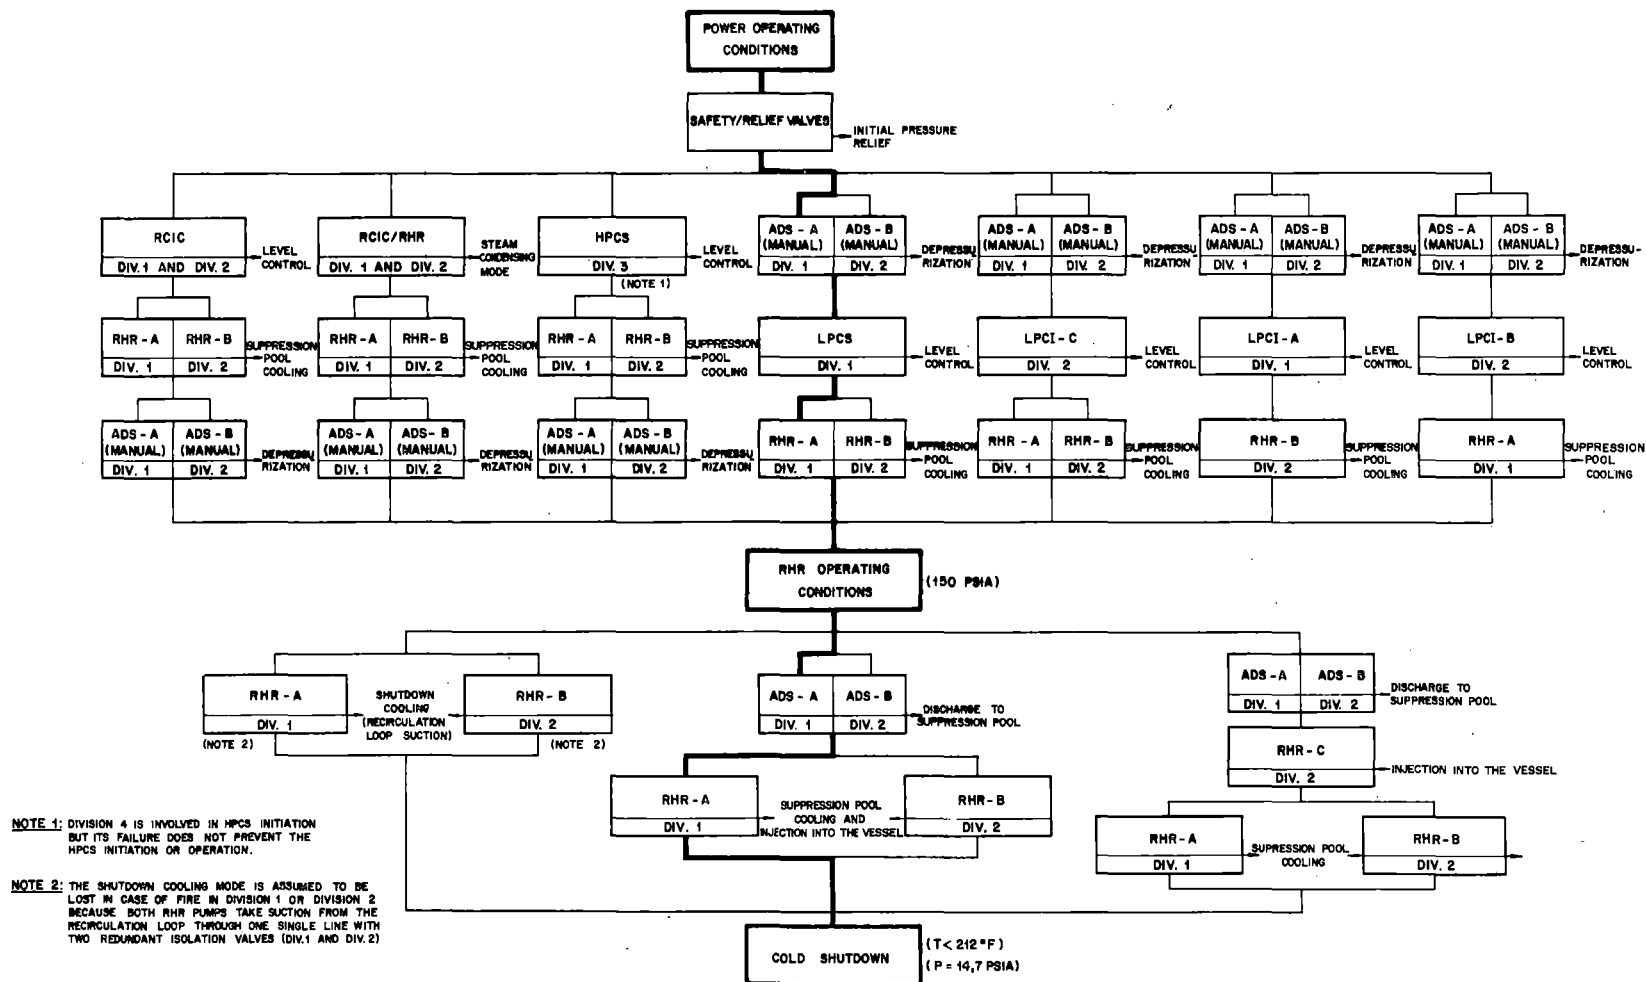 POWER OPERATING
CONDITIONS
SAFETY/RELIEF VALVES
INITIAL PRESSURE
RELIEF
RCIC
DIV. 1 AND DIV. 2
LEVEL
CONTROL
RCIC/RHR
DIV. 1 AND DIV. 2
STEAM
CONDENSING
MODE
HPCS
DIV. 3
(NOTE 1)
LEVEL
CONTROL
ADS-A
(MANUAL)
DIV. 1
ADS-B
(MANUAL)
DIV. 2
DEPRESSU
RIZATION
ADS-A
(MANUAL)
DIV. 1
ADS-B
(MANUAL)
DIV. 2
DEPRESSU
RIZATION
ADS-A
(MANUAL)
DIV. 1
ADS-B
(MANUAL)
DIV. 2
DEPRESSU
RIZATION
ADS-A
(MANUAL)
DIV. 1
ADS-B
(MANUAL)
DIV. 2
DEPRESSU-
RIZATION
RHR-A
DIV. 1
RHR-B
DIV. 2
SUPPRESSION
POOL
COOLING
RHR-A
DIV. 1
RHR-B
DIV. 2
SUPPRESSION
POOL
COOLING
RHR-A
DIV. 1
RHR-B
DIV. 2
SUPPRESSION
POOL
COOLING
LPCS
DIV. 1
LEVEL
CONTROL
LPCI-C
DIV. 2
LEVEL
CONTROL
LPCI-A
DIV. 1
LEVEL
CONTROL
LPCI-B
DIV. 2
LEVEL
CONTROL
ADS-A
(MANUAL)
DIV. 1
ADS-B
(MANUAL)
DIV. 2
DEPRESSU
RIZATION
ADS-A
(MANUAL)
DIV. 1
ADS-B
(MANUAL)
DIV. 2
DEPRESSU
RIZATION
ADS-A
(MANUAL)
DIV. 1
ADS-B
(MANUAL)
DIV. 2
DEPRESSU
RIZATION
RHR-A
DIV. 1
RHR-B
DIV. 2
SUPPRESSION
POOL
COOLING
RHR-A
DIV. 1
RHR-B
DIV. 2
SUPPRESSION
POOL
COOLING
RHR-B
DIV. 2
SUPPRESSION
POOL
COOLING
RHR-A
DIV. 1
SUPPRESSION
POOL
COOLING
RHR OPERATING
CONDITIONS
(150 PSIA)
RHR-A
DIV. 1
(NOTE 2)
SHUTDOWN
COOLING
(RECIRCULATION
LOOP SUCTION)
RHR-B
DIV. 2
(NOTE 2)
ADS-A
DIV. 1
ADS-B
DIV. 2
DISCHARGE TO
SUPPRESSION POOL
ADS-A
DIV. 1
ADS-B
DIV. 2
DISCHARGE TO
SUPPRESSION POOL
RHR-C
DIV. 2
INJECTION INTO THE VESSEL
RHR-A
DIV. 1
SUPPRESSION POOL
COOLING AND
INJECTION INTO THE VESSEL
RHR-B
DIV. 2
RHR-A
DIV. 1
SUPRESSION POOL
COOLING
RHR-B
DIV. 2
NOTE 1: DIVISION 4 IS INVOLVED IN HPCS INITIATION
BUT ITS FAILURE DOES NOT PREVENT THE
HPCS INITIATION OR OPERATION.
NOTE 2: THE SHUTDOWN COOLING MODE IS ASSUMED TO BE
LOST IN CASE OF FIRE IN DIVISION 1 OR DIVISION 2
BECAUSE BOTH RHR PUMPS TAKE SUCTION FROM THE
RECIRCULATION LOOP THROUGH ONE SINGLE LINE WITH
TWO REDUNDANT ISOLATION VALVES (DIV.1 AND DIV.2)
COLD SHUTDOWN
(T<212°F)
(P=14,7 PSIA)